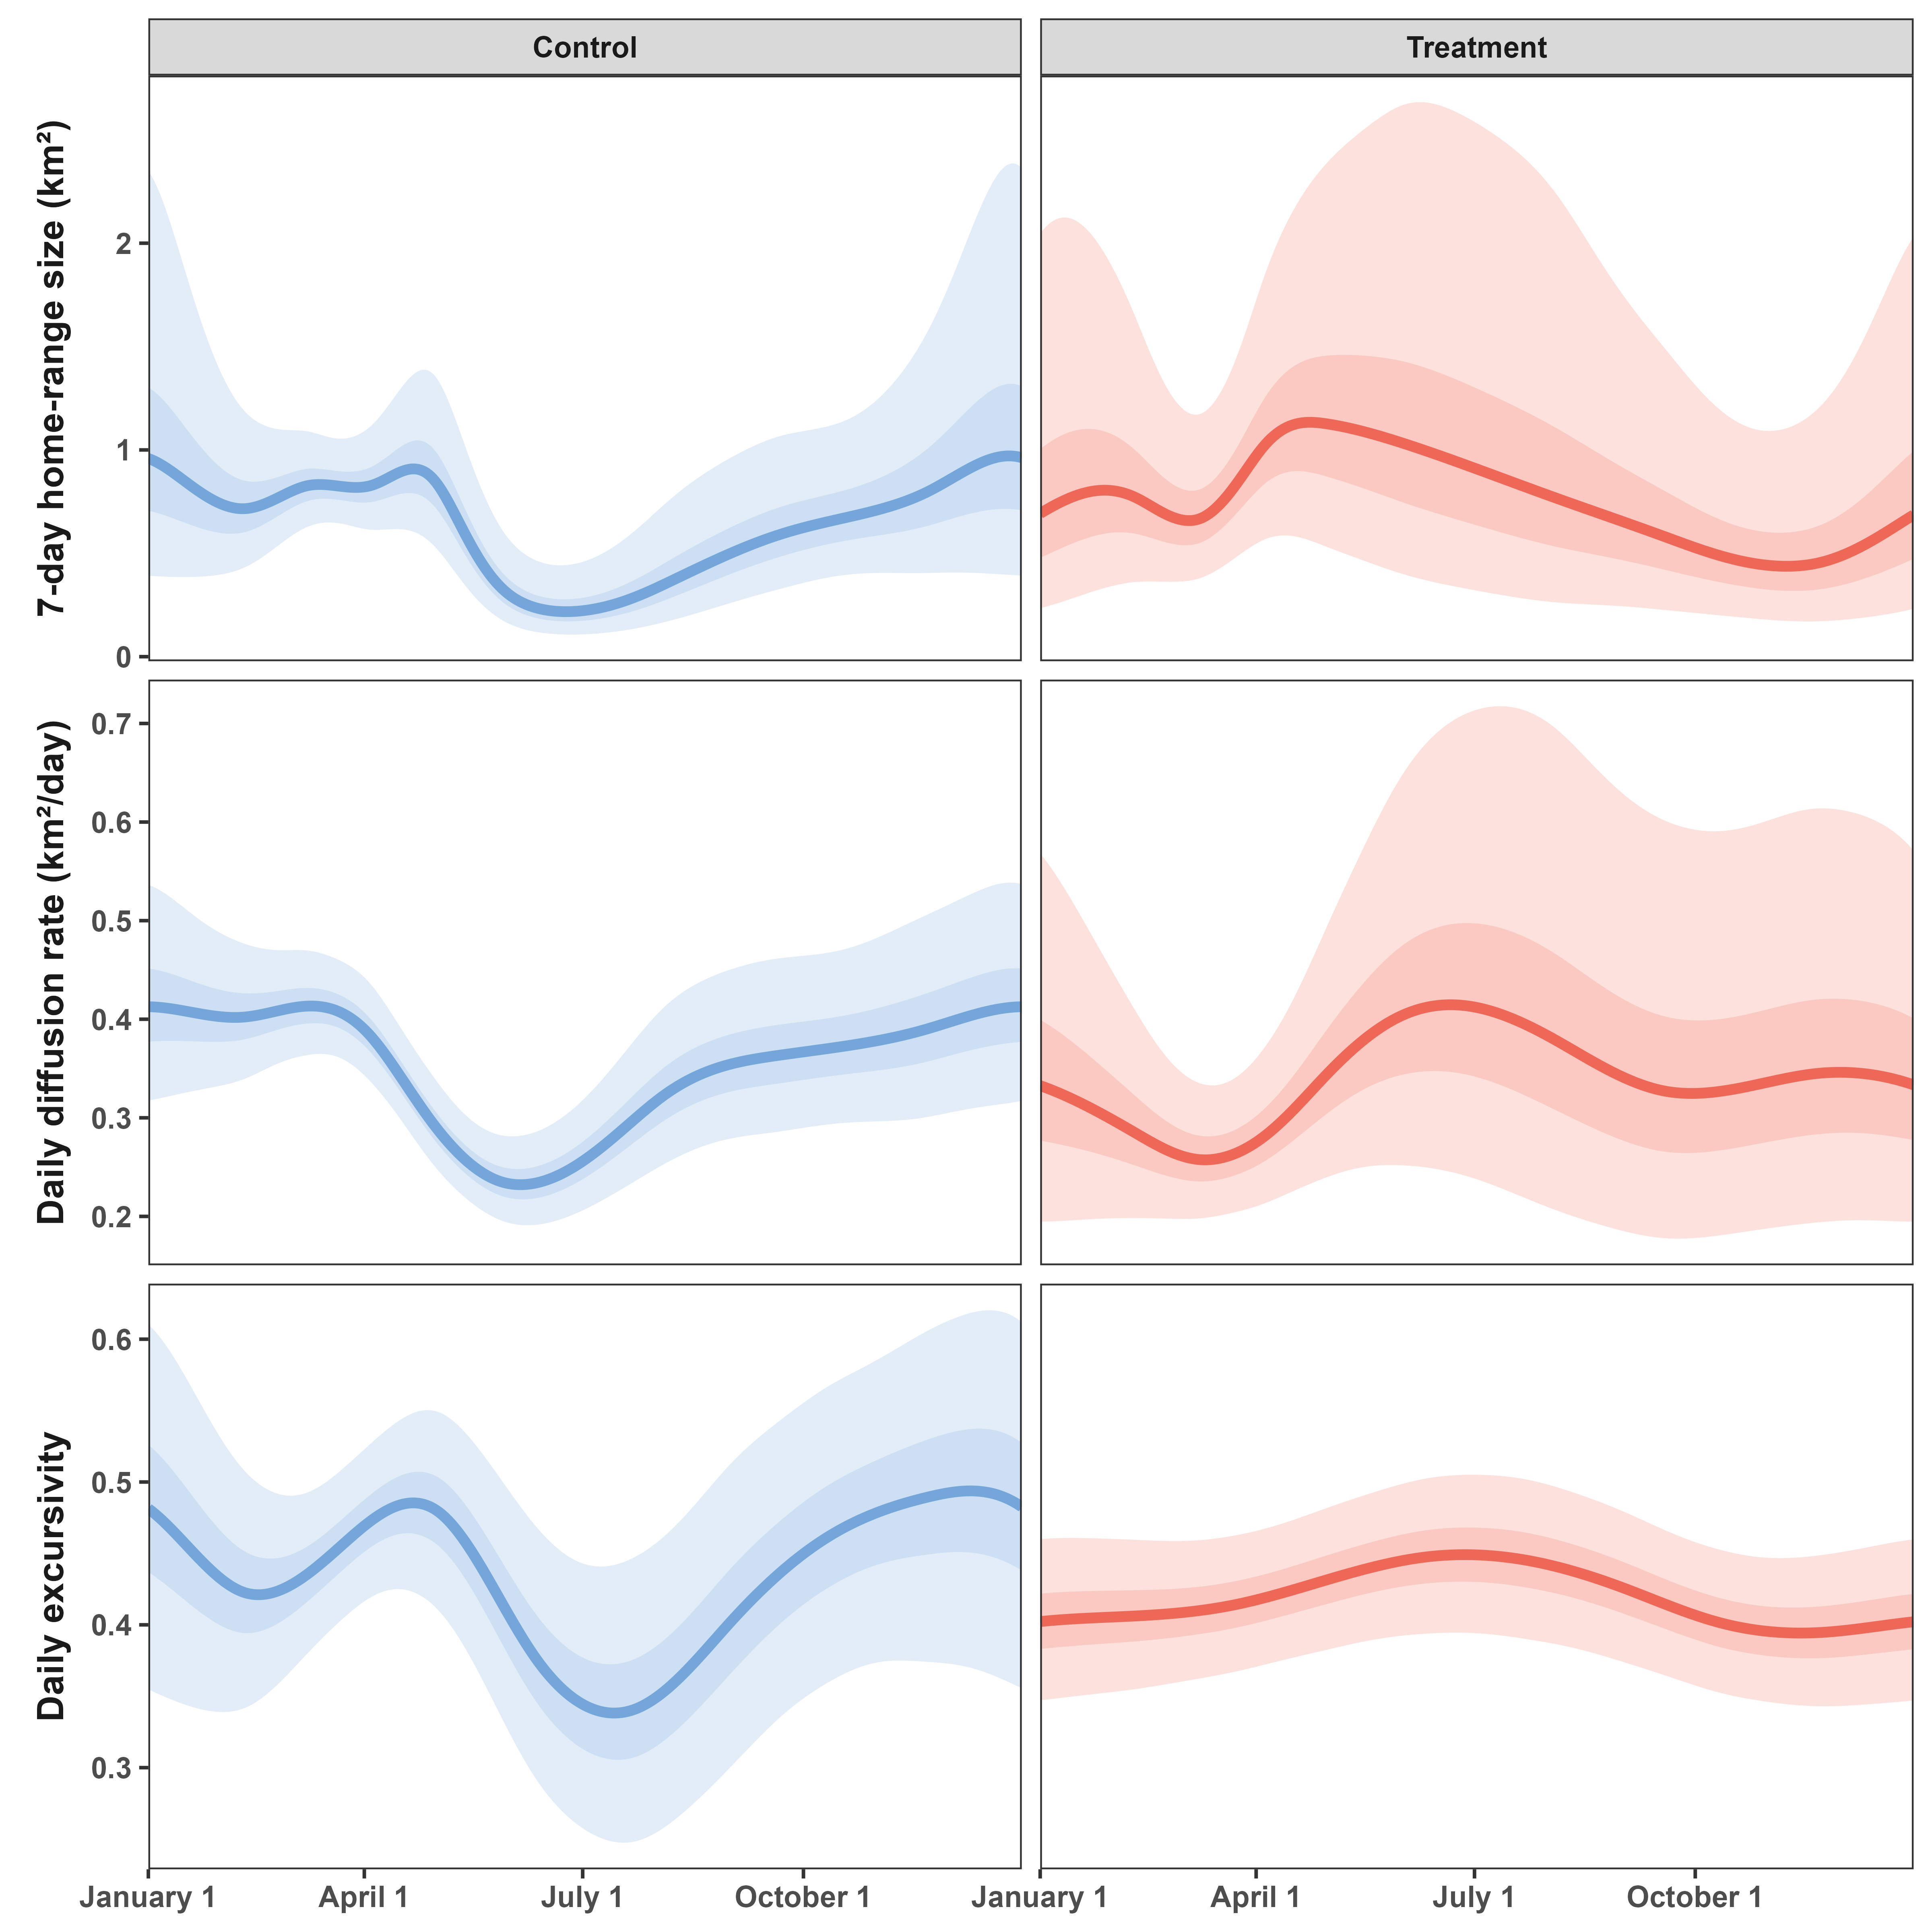 Control
Treatment
7-day home-range size (km²)
2
1
0
Daily diffusion rate (km²/day)
0.7
0.6
0.5
0.4
0.3
0.2
Daily excursivity
0.6
0.5
0.4
0.3
January 1
April 1
July 1
October 1
January 1
April 1
July 1
October 1